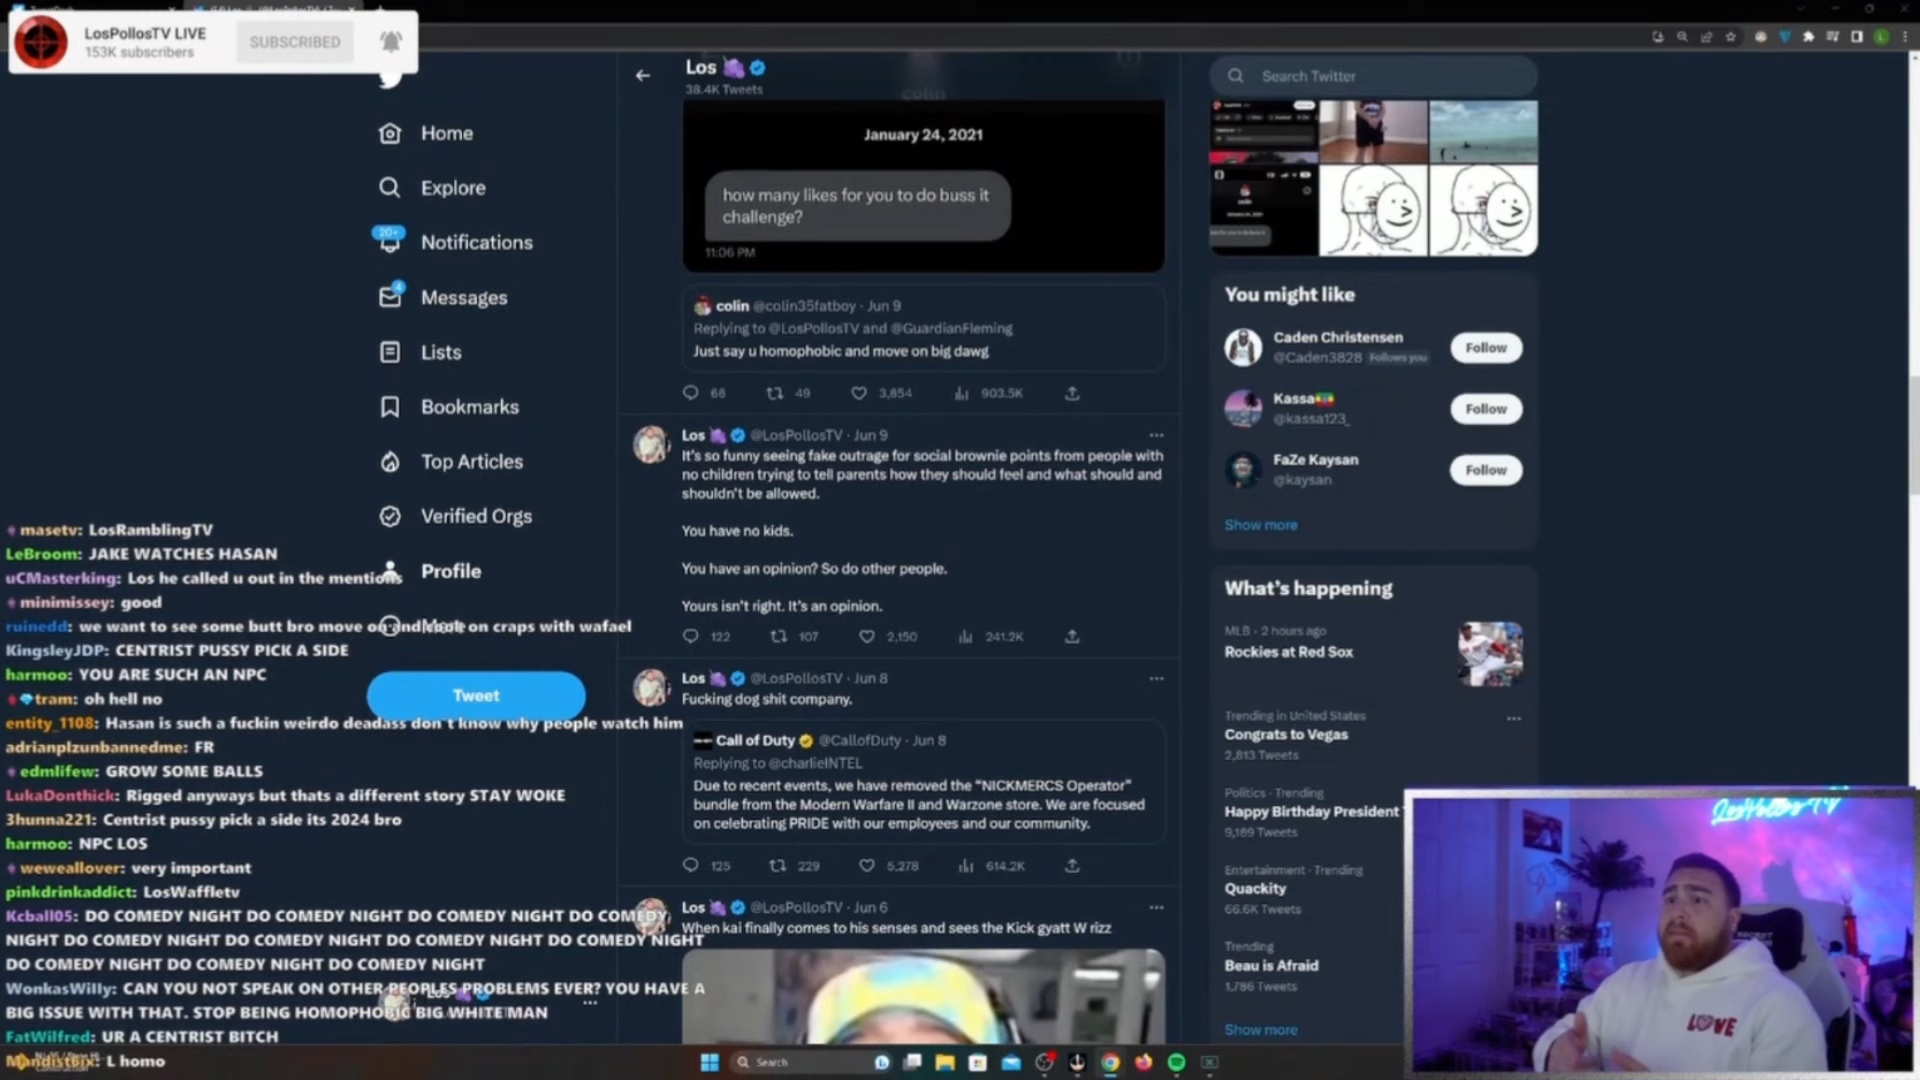 LosPollosTV LIVE
153K subscribers
SUBSCRIBED
Home
Explore
20+
Notifications
4
Messages
Lists
Bookmarks
Top Articles
Verified Orgs
Profile
Tweet
masetv: LosRamblingTV
LeBroom: JAKE WATCHES HASAN
uCMasterking: Los he called u out in the mentions
minimissey: good
ruinedd: we want to see some butt bro move on and More on craps with wafael
KingsleyJDP: CENTRIST PUSSY PICK A SIDE
harmoo: YOU ARE SUCH AN NPC
tram: oh hell no
entity_1108: Hasan is such a fuckin weirdo deadass don't know why people watch him
adrianplzunbannedme: FR
edmlifew: GROW SOME BALLS
LukaDonthick: Rigged anyways but thats a different story STAY WOKE
3hunna221: Centrist pussy pick a side its 2024 bro
harmoo: NPC LOS
weweallover: very important
pinkdrinkaddict: LosWaffletv
Kcball05: DO COMEDY NIGHT DO COMEDY NIGHT DO COMEDY NIGHT DO COMEDY
NIGHT DO COMEDY NIGHT DO COMEDY NIGHT DO COMEDY NIGHT DO COMEDY NIGHT
DO COMEDY NIGHT DO COMEDY NIGHT DO COMEDY NIGHT
WonkasWilly: CAN YOU NOT SPEAK ON OTHER PEOPLES PROBLEMS EVER? YOU HAVE A
BIG ISSUE WITH THAT. STOP BEING HOMOPHOBIC BIG WHITE MAN
FatWilfred: UR A CENTRIST BITCH
Mandistbix: L homo
Los
38.4K Tweets
colin
January 24, 2021
how many likes for you to do buss it
challenge?
11:06 PM
colin @colin35fatboy · Jun 9
Replying to @LosPollosTV and @GuardianFleming
Just say u homophobic and move on big dawg
66 49 3,654 903.5K
Los @LosPollosTV · Jun 9
It's so funny seeing fake outrage for social brownie points from people with
no children trying to tell parents how they should feel and what should and
shouldn't be allowed.
You have no kids.
You have an opinion? So do other people.
Yours isn't right. It's an opinion.
122 107 2,150 241.2K
Los @LosPollosTV · Jun 8
Fucking dog shit company.
Call of Duty @CallofDuty · Jun 8
Replying to @charlieINTEL
Due to recent events, we have removed the "NICKMERCS Operator"
bundle from the Modern Warfare II and Warzone store. We are focused
on celebrating PRIDE with our employees and our community.
125 229 5,278 614.2K
Los @LosPollosTV · Jun 6
When kai finally comes to his senses and sees the Kick gyatt W rizz
Search
Search Twitter
You might like
Caden Christensen
@Caden3828 Follows you
Follow
Kassa
@kassa123_
Follow
FaZe Kaysan
@kaysan
Follow
Show more
What's happening
MLB · 2 hours ago
Rockies at Red Sox
Trending in United States
Congrats to Vegas
2,813 Tweets
Politics · Trending
Happy Birthday President
9,169 Tweets
Entertainment · Trending
Quackity
66.6K Tweets
Trending
Beau is Afraid
1,786 Tweets
Show more
LosPollosTV
LOVE